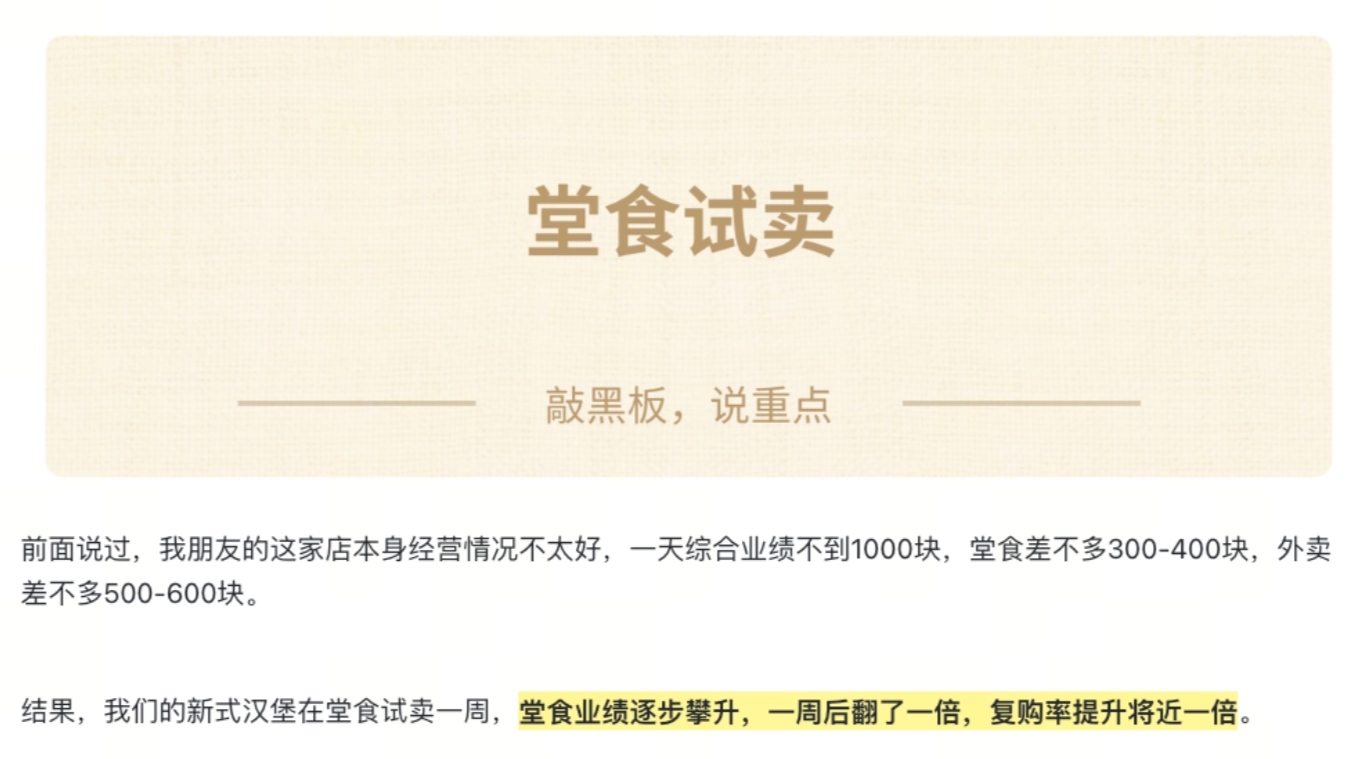 堂食试卖
敲黑板，说重点
前面说过，我朋友的这家店本身经营情况不太好，一天综合业绩不到1000块，堂食差不多300-400块，外卖
差不多500-600块。
结果，我们的新式汉堡在堂食试卖一周，堂食业绩逐步攀升，一周后翻了一倍，复购率提升将近一倍。